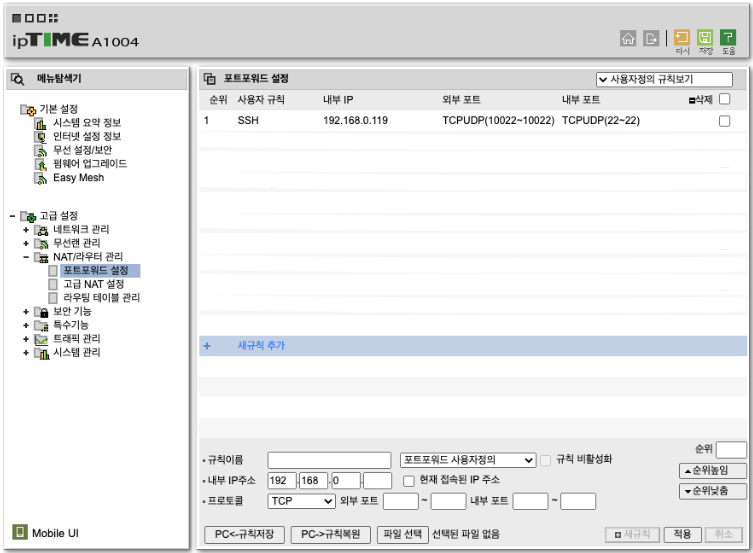 ipTIME A1004
다시 저장 도움
메뉴탐색기
기본 설정
시스템 요약 정보
인터넷 설정 정보
무선 설정/보안
펌웨어 업그레이드
Easy Mesh
고급 설정
네트워크 관리
무선랜 관리
NAT/라우터 관리
포트포워드 설정
고급 NAT 설정
라우팅 테이블 관리
보안 기능
특수기능
트래픽 관리
시스템 관리
Mobile UI
포트포워드 설정 사용자정의 규칙보기
순위 사용자 규칙 내부 IP 외부 포트 내부 포트 삭제
1 SSH 192.168.0.119 TCPUDP(10022~10022) TCPUDP(22~22)
+ 새규칙 추가
순위
규칙이름 포트포워드 사용자정의 규칙 비활성화
순위높임
내부 IP주소 192 . 168 . 0 . 현재 접속된 IP 주소
순위낮춤
프로토콜 TCP 외부 포트 ~ 내부 포트 ~
PC<-규칙저장 PC->규칙복원 파일 선택 선택된 파일 없음 새규칙 적용 취소